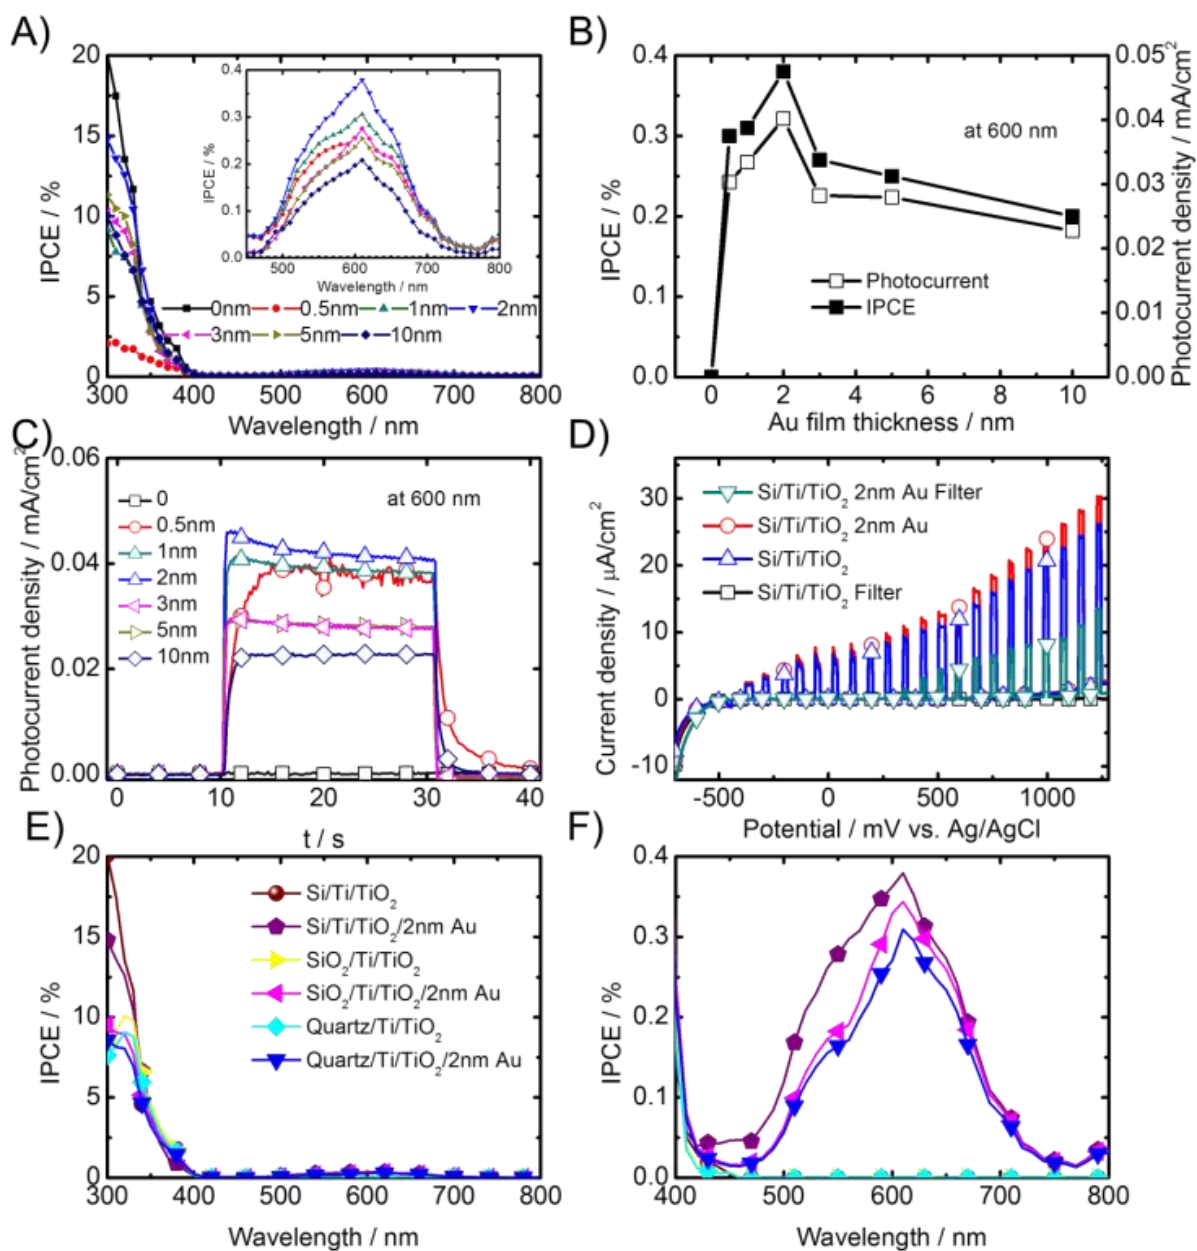 A)
20
15
10
5
0
IPCE / %
300 400 500 600 700 800
Wavelength / nm
0.4
0.3
0.2
0.1
0.0
IPCE / %
500 600 700 800
Wavelength / nm
0nm 0.5nm 1nm 2nm
3nm 5nm 10nm
B)
0.4
0.3
0.2
0.1
0.0
IPCE / %
0.05
0.04
0.03
0.02
0.01
0.00
Photocurrent density / mA/cm²
at 600 nm
Photocurrent
IPCE
0 2 4 6 8 10
Au film thickness / nm
C)
0.06
0.04
0.02
0.00
Photocurrent density / mA/cm²
0
0.5nm
1nm
2nm
3nm
5nm
10nm
at 600 nm
0 10 20 30 40
t / s
D)
30
20
10
0
-10
Current density / μA/cm²
Si/Ti/TiO₂ 2nm Au Filter
Si/Ti/TiO₂ 2nm Au
Si/Ti/TiO₂
Si/Ti/TiO₂ Filter
-500 0 500 1000
Potential / mV vs. Ag/AgCl
E)
20
15
10
5
0
IPCE / %
Si/Ti/TiO₂
Si/Ti/TiO₂/2nm Au
SiO₂/Ti/TiO₂
SiO₂/Ti/TiO₂/2nm Au
Quartz/Ti/TiO₂
Quartz/Ti/TiO₂/2nm Au
300 400 500 600 700 800
Wavelength / nm
F)
0.4
0.3
0.2
0.1
0.0
IPCE / %
400 500 600 700 800
Wavelength / nm